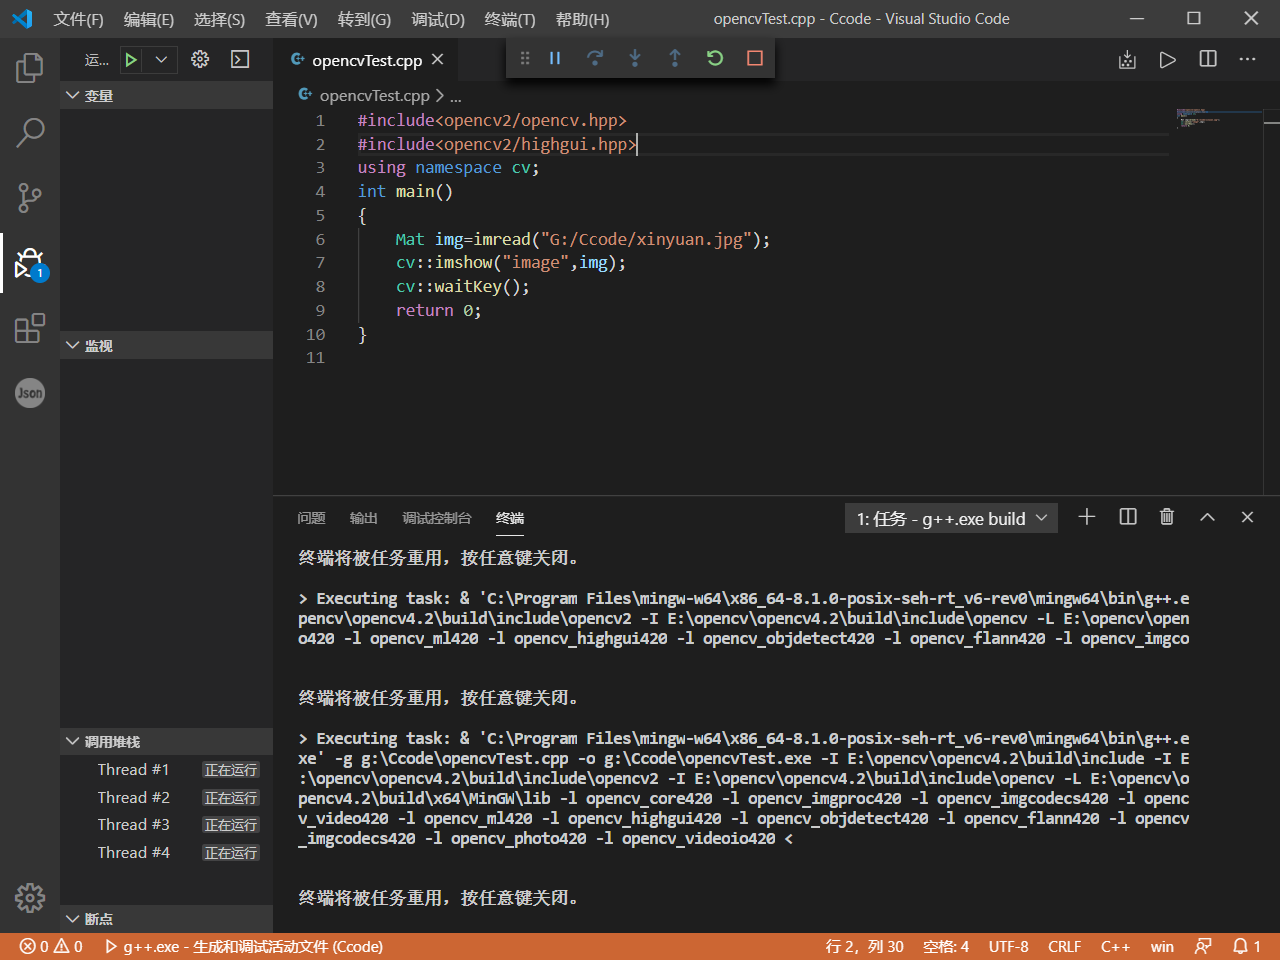 文件(F) 编辑(E) 选择(S) 查看(V) 转到(G) 调试(D) 终端(T) 帮助(H) opencvTest.cpp - Ccode - Visual Studio Code
运...
opencvTest.cpp
变量
监视
调用堆栈
Thread #1 正在运行
Thread #2 正在运行
Thread #3 正在运行
Thread #4 正在运行
断点
1
Json
opencvTest.cpp > ...
1 #include<opencv2/opencv.hpp>
2 #include<opencv2/highgui.hpp>
3 using namespace cv;
4 int main()
5 {
6 Mat img=imread("G:/Ccode/xinyuan.jpg");
7 cv::imshow("image",img);
8 cv::waitKey();
9 return 0;
10 }
11
问题 输出 调试控制台 终端 1: 任务 - g++.exe build
终端将被任务重用，按任意键关闭。
> Executing task: & 'C:\Program Files\mingw-w64\x86_64-8.1.0-posix-seh-rt_v6-rev0\mingw64\bin\g++.e
pencv\opencv4.2\build\include\opencv2 -I E:\opencv\opencv4.2\build\include\opencv -L E:\opencv\open
o420 -l opencv_ml420 -l opencv_highgui420 -l opencv_objdetect420 -l opencv_flann420 -l opencv_imgco
终端将被任务重用，按任意键关闭。
> Executing task: & 'C:\Program Files\mingw-w64\x86_64-8.1.0-posix-seh-rt_v6-rev0\mingw64\bin\g++.e
xe' -g g:\Ccode\opencvTest.cpp -o g:\Ccode\opencvTest.exe -I E:\opencv\opencv4.2\build\include -I E
:\opencv\opencv4.2\build\include\opencv2 -I E:\opencv\opencv4.2\build\include\opencv -L E:\opencv\o
pencv4.2\build\x64\MinGW\lib -l opencv_core420 -l opencv_imgproc420 -l opencv_imgcodecs420 -l openc
v_video420 -l opencv_ml420 -l opencv_highgui420 -l opencv_objdetect420 -l opencv_flann420 -l opencv
_imgcodecs420 -l opencv_photo420 -l opencv_videoio420 <
终端将被任务重用，按任意键关闭。
0 0 g++.exe - 生成和调试活动文件 (Ccode) 行 2，列 30 空格: 4 UTF-8 CRLF C++ win 1